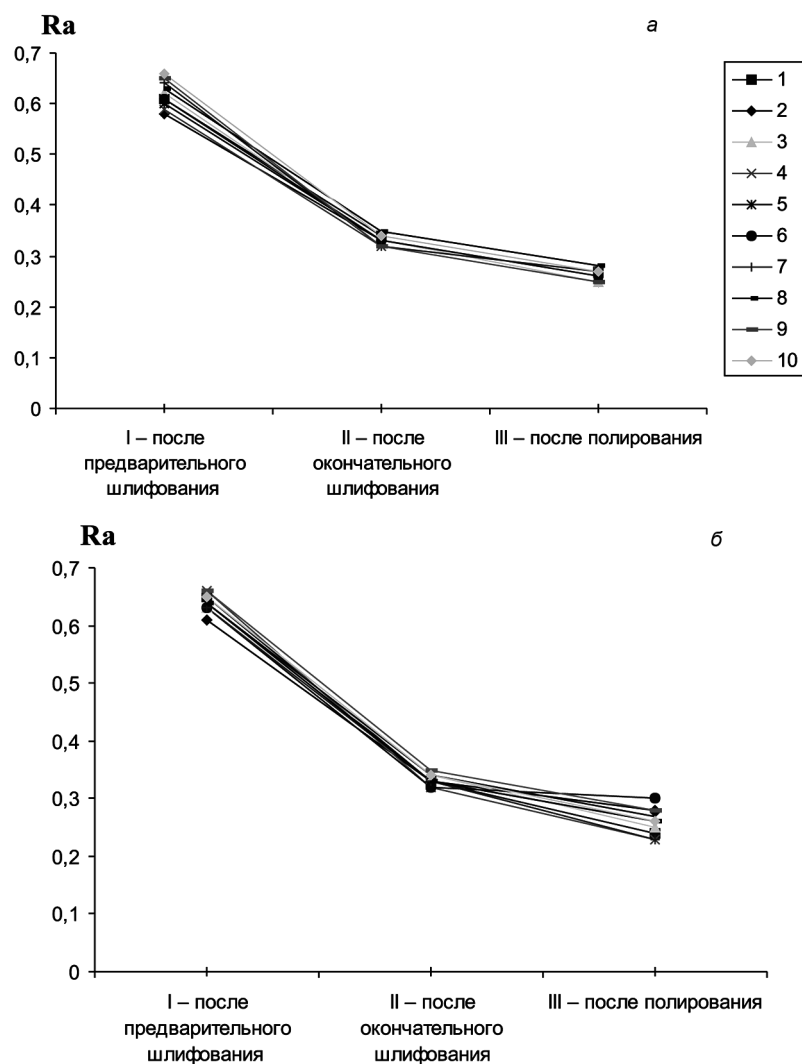 Ra
а
0,7
0,6
0,5
0,4
0,3
0,2
0,1
0
1
2
3
4
5
6
7
8
9
10
I – после
предварительного
шлифования
II – после
окончательного
шлифования
III – после полирования
Ra
б
0,7
0,6
0,5
0,4
0,3
0,2
0,1
0
I – после
предварительного
шлифования
II – после
окончательного
шлифования
III – после полирования